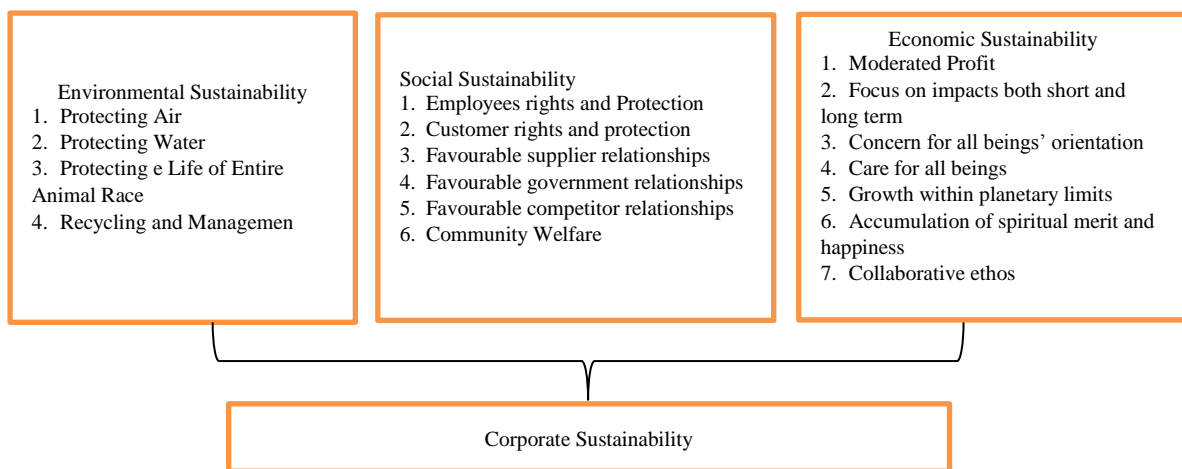 Environmental Sustainability
1. Protecting Air
2. Protecting Water
3. Protecting e Life of Entire
Animal Race
4. Recycling and Managemen
Social Sustainability
1. Employees rights and Protection
2. Customer rights and protection
3. Favourable supplier relationships
4. Favourable government relationships
5. Favourable competitor relationships
6. Community Welfare
Economic Sustainability
1. Moderated Profit
2. Focus on impacts both short and
long term
3. Concern for all beings’ orientation
4. Care for all beings
5. Growth within planetary limits
6. Accumulation of spiritual merit and
happiness
7. Collaborative ethos
Corporate Sustainability